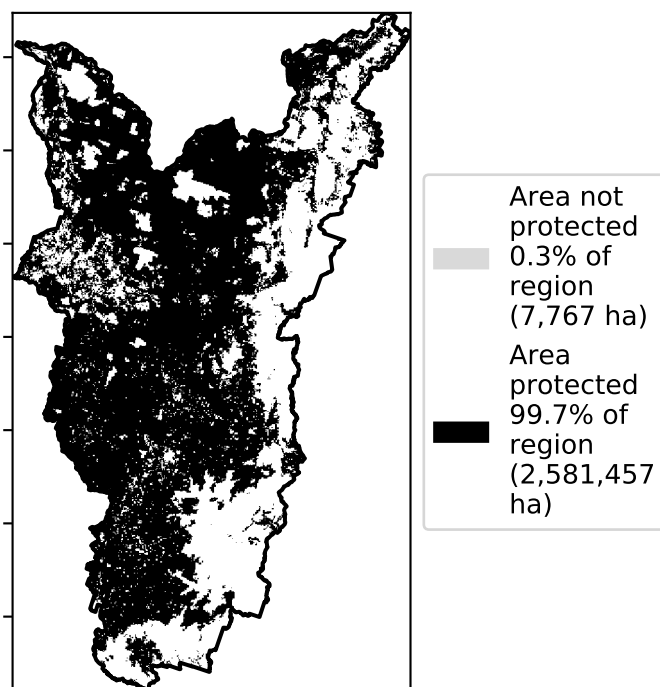 Area not
protected
0.3% of
region
(7,767 ha)
Area
protected
99.7% of
region
(2,581,457
ha)